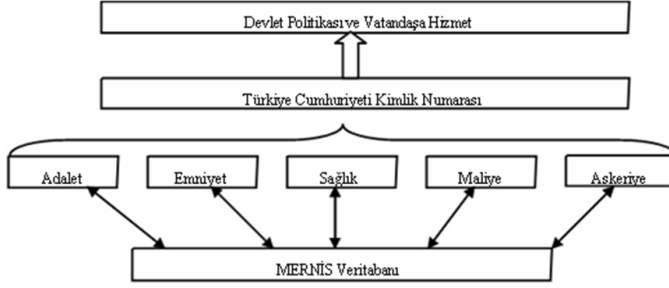 Devlet Politikası ve Vatandaşa Hizmet
Türkiye Cumhuriyeti Kimlik Numarası
Adalet
Emniyet
Sağlık
Maliye
Askeriye
MERNİS Veritabanı